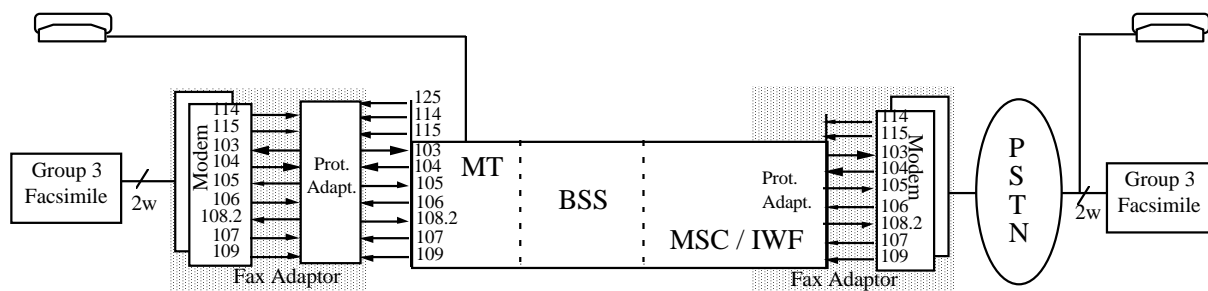 Group 3
Facsimile
2w
Modem
114
115
103
104
105
106
108.2
107
109
Fax Adaptor
Prot.
Adapt.
125
114
115
103
104
105
106
108.2
107
109
MT
BSS
MSC / IWF
Prot.
Adapt.
114
115
103
104
105
106
108.2
107
109
Modem
Fax Adaptor
P
S
T
N
2w
Group 3
Facsimile